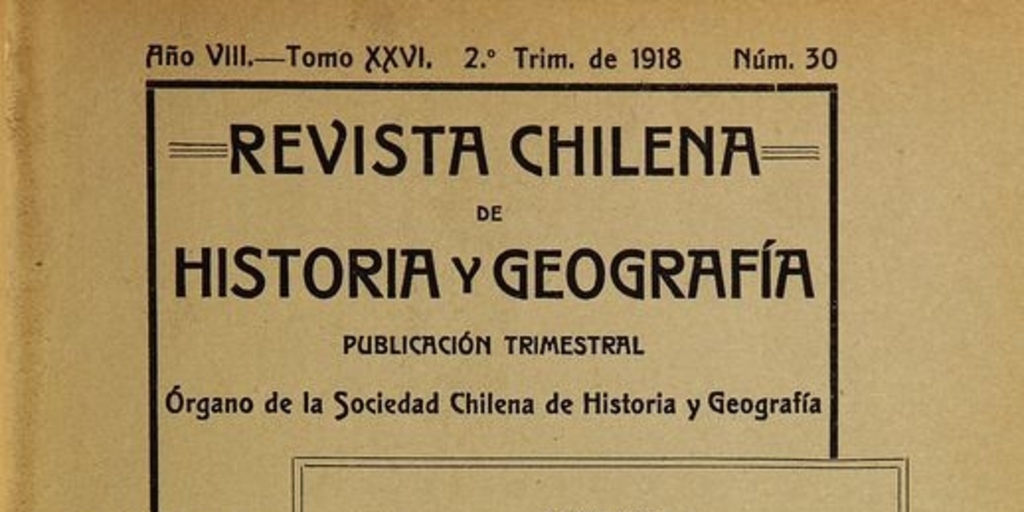 Año VIII.—Tomo XXVI. 2.° Trim. de 1918 Núm. 30
REVISTA CHILENA
DE
HISTORIA Y GEOGRAFÍA
PUBLICACIÓN TRIMESTRAL
Órgano de la Sociedad Chilena de Historia y Geografía